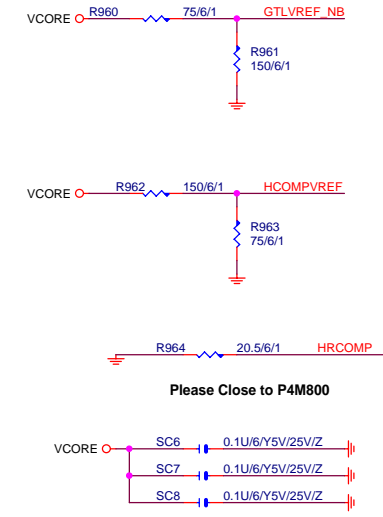 VCORE R960 75/6/1 GTLVREF_NB
R961
150/6/1
VCORE R962 150/6/1 HCOMPVREF
R963
75/6/1
R964 20.5/6/1 HRCOMP
Please Close to P4M800
VCORE SC6 0.1U/6/Y5V/25V/Z
SC7 0.1U/6/Y5V/25V/Z
SC8 0.1U/6/Y5V/25V/Z